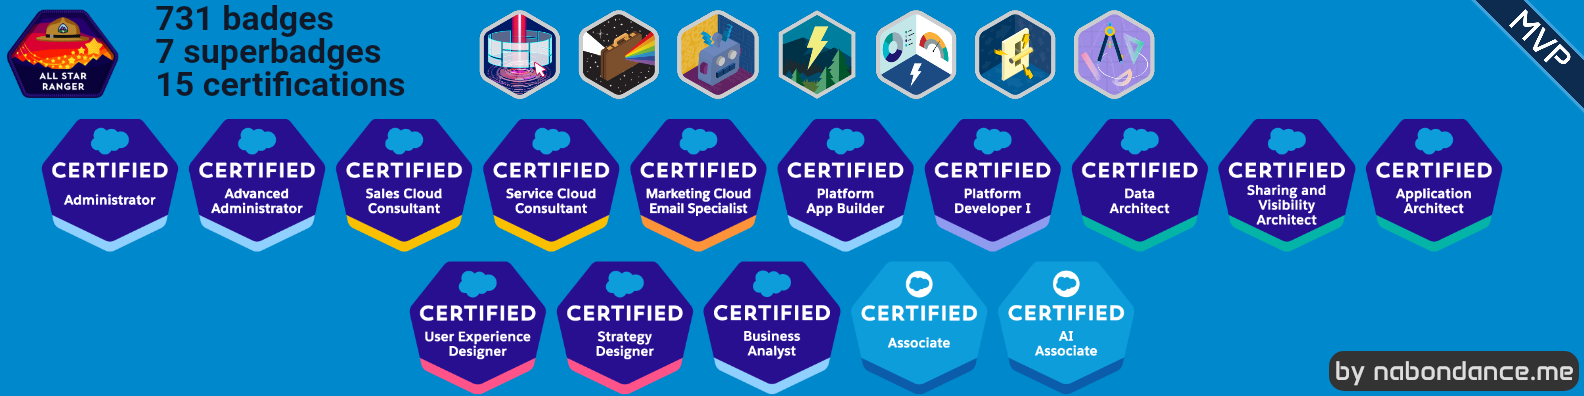 731 badges
7 superbadges
15 certifications
ALL STAR
RANGER
MVP
CERTIFIED
Administrator
CERTIFIED
Advanced
Administrator
CERTIFIED
Sales Cloud
Consultant
CERTIFIED
Service Cloud
Consultant
CERTIFIED
Marketing Cloud
Email Specialist
CERTIFIED
Platform
App Builder
CERTIFIED
Platform
Developer I
CERTIFIED
Data
Architect
CERTIFIED
Sharing and
Visibility
Architect
CERTIFIED
Application
Architect
CERTIFIED
User Experience
Designer
CERTIFIED
Strategy
Designer
CERTIFIED
Business
Analyst
CERTIFIED
Associate
CERTIFIED
AI
Associate
by nabondance.me